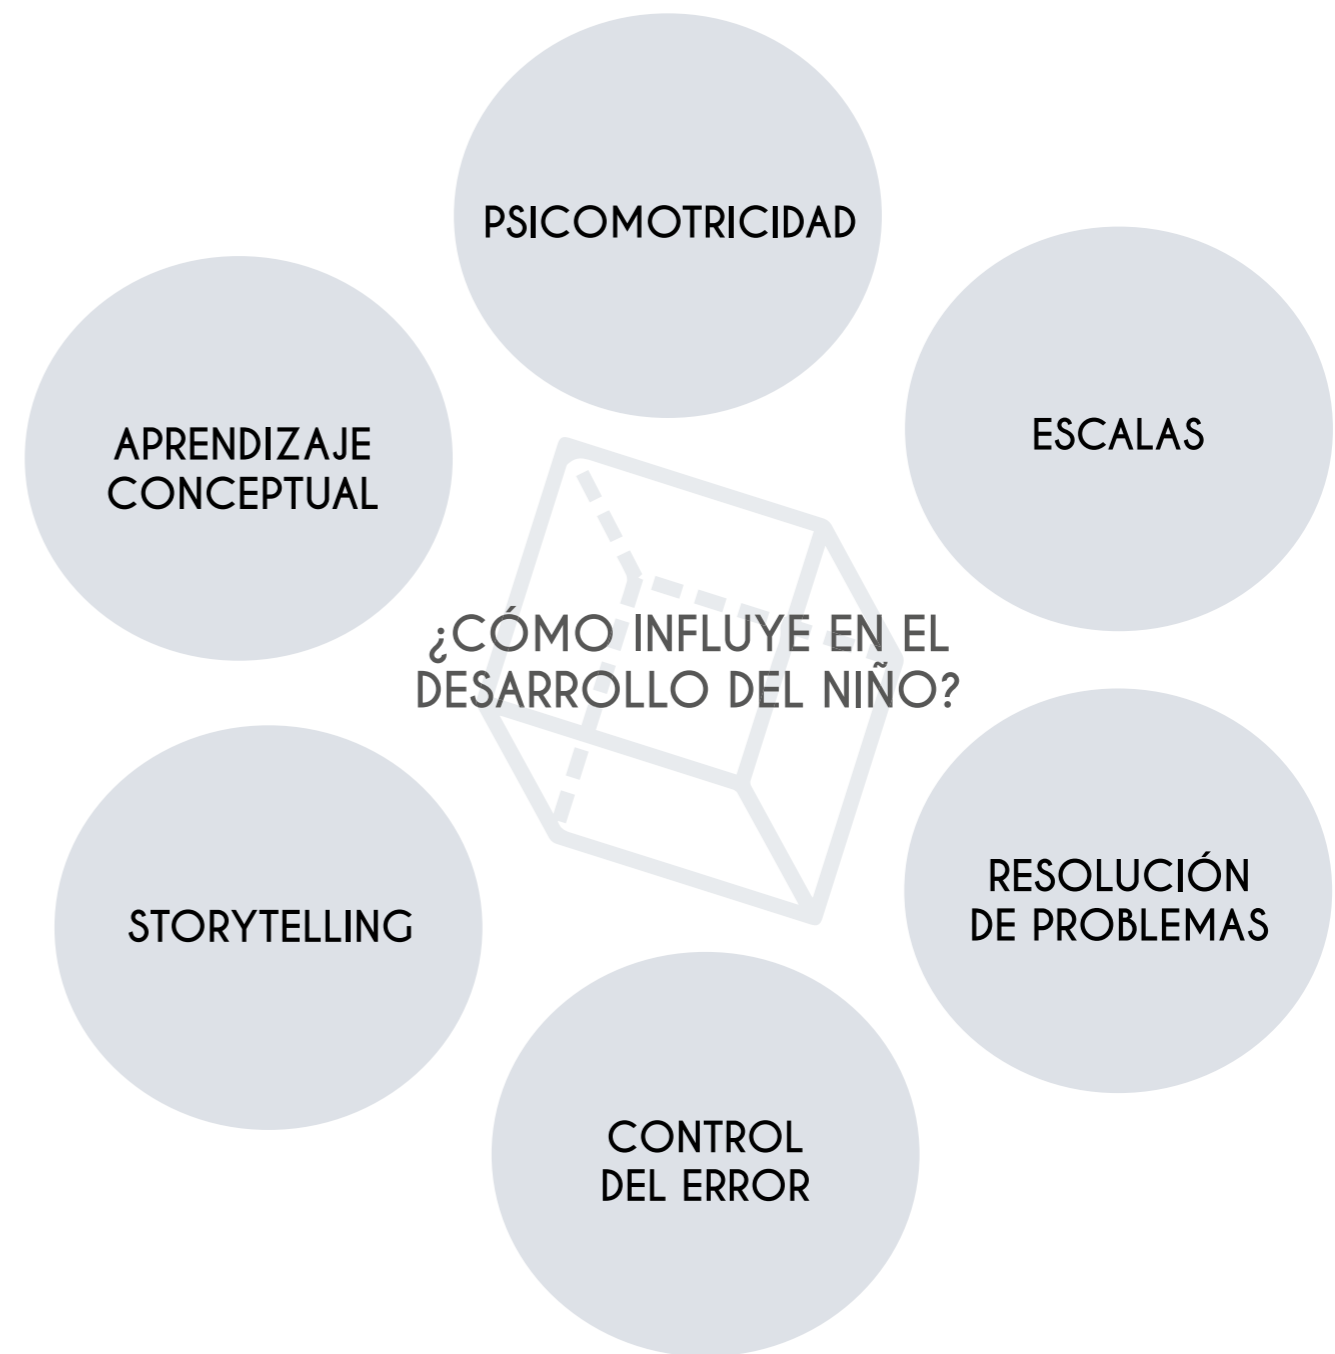 PSICOMOTRICIDAD
ESCALAS
APRENDIZAJE
CONCEPTUAL
¿CÓMO INFLUYE EN EL
DESARROLLO DEL NIÑO?
RESOLUCIÓN
DE PROBLEMAS
STORYTELLING
CONTROL
DEL ERROR